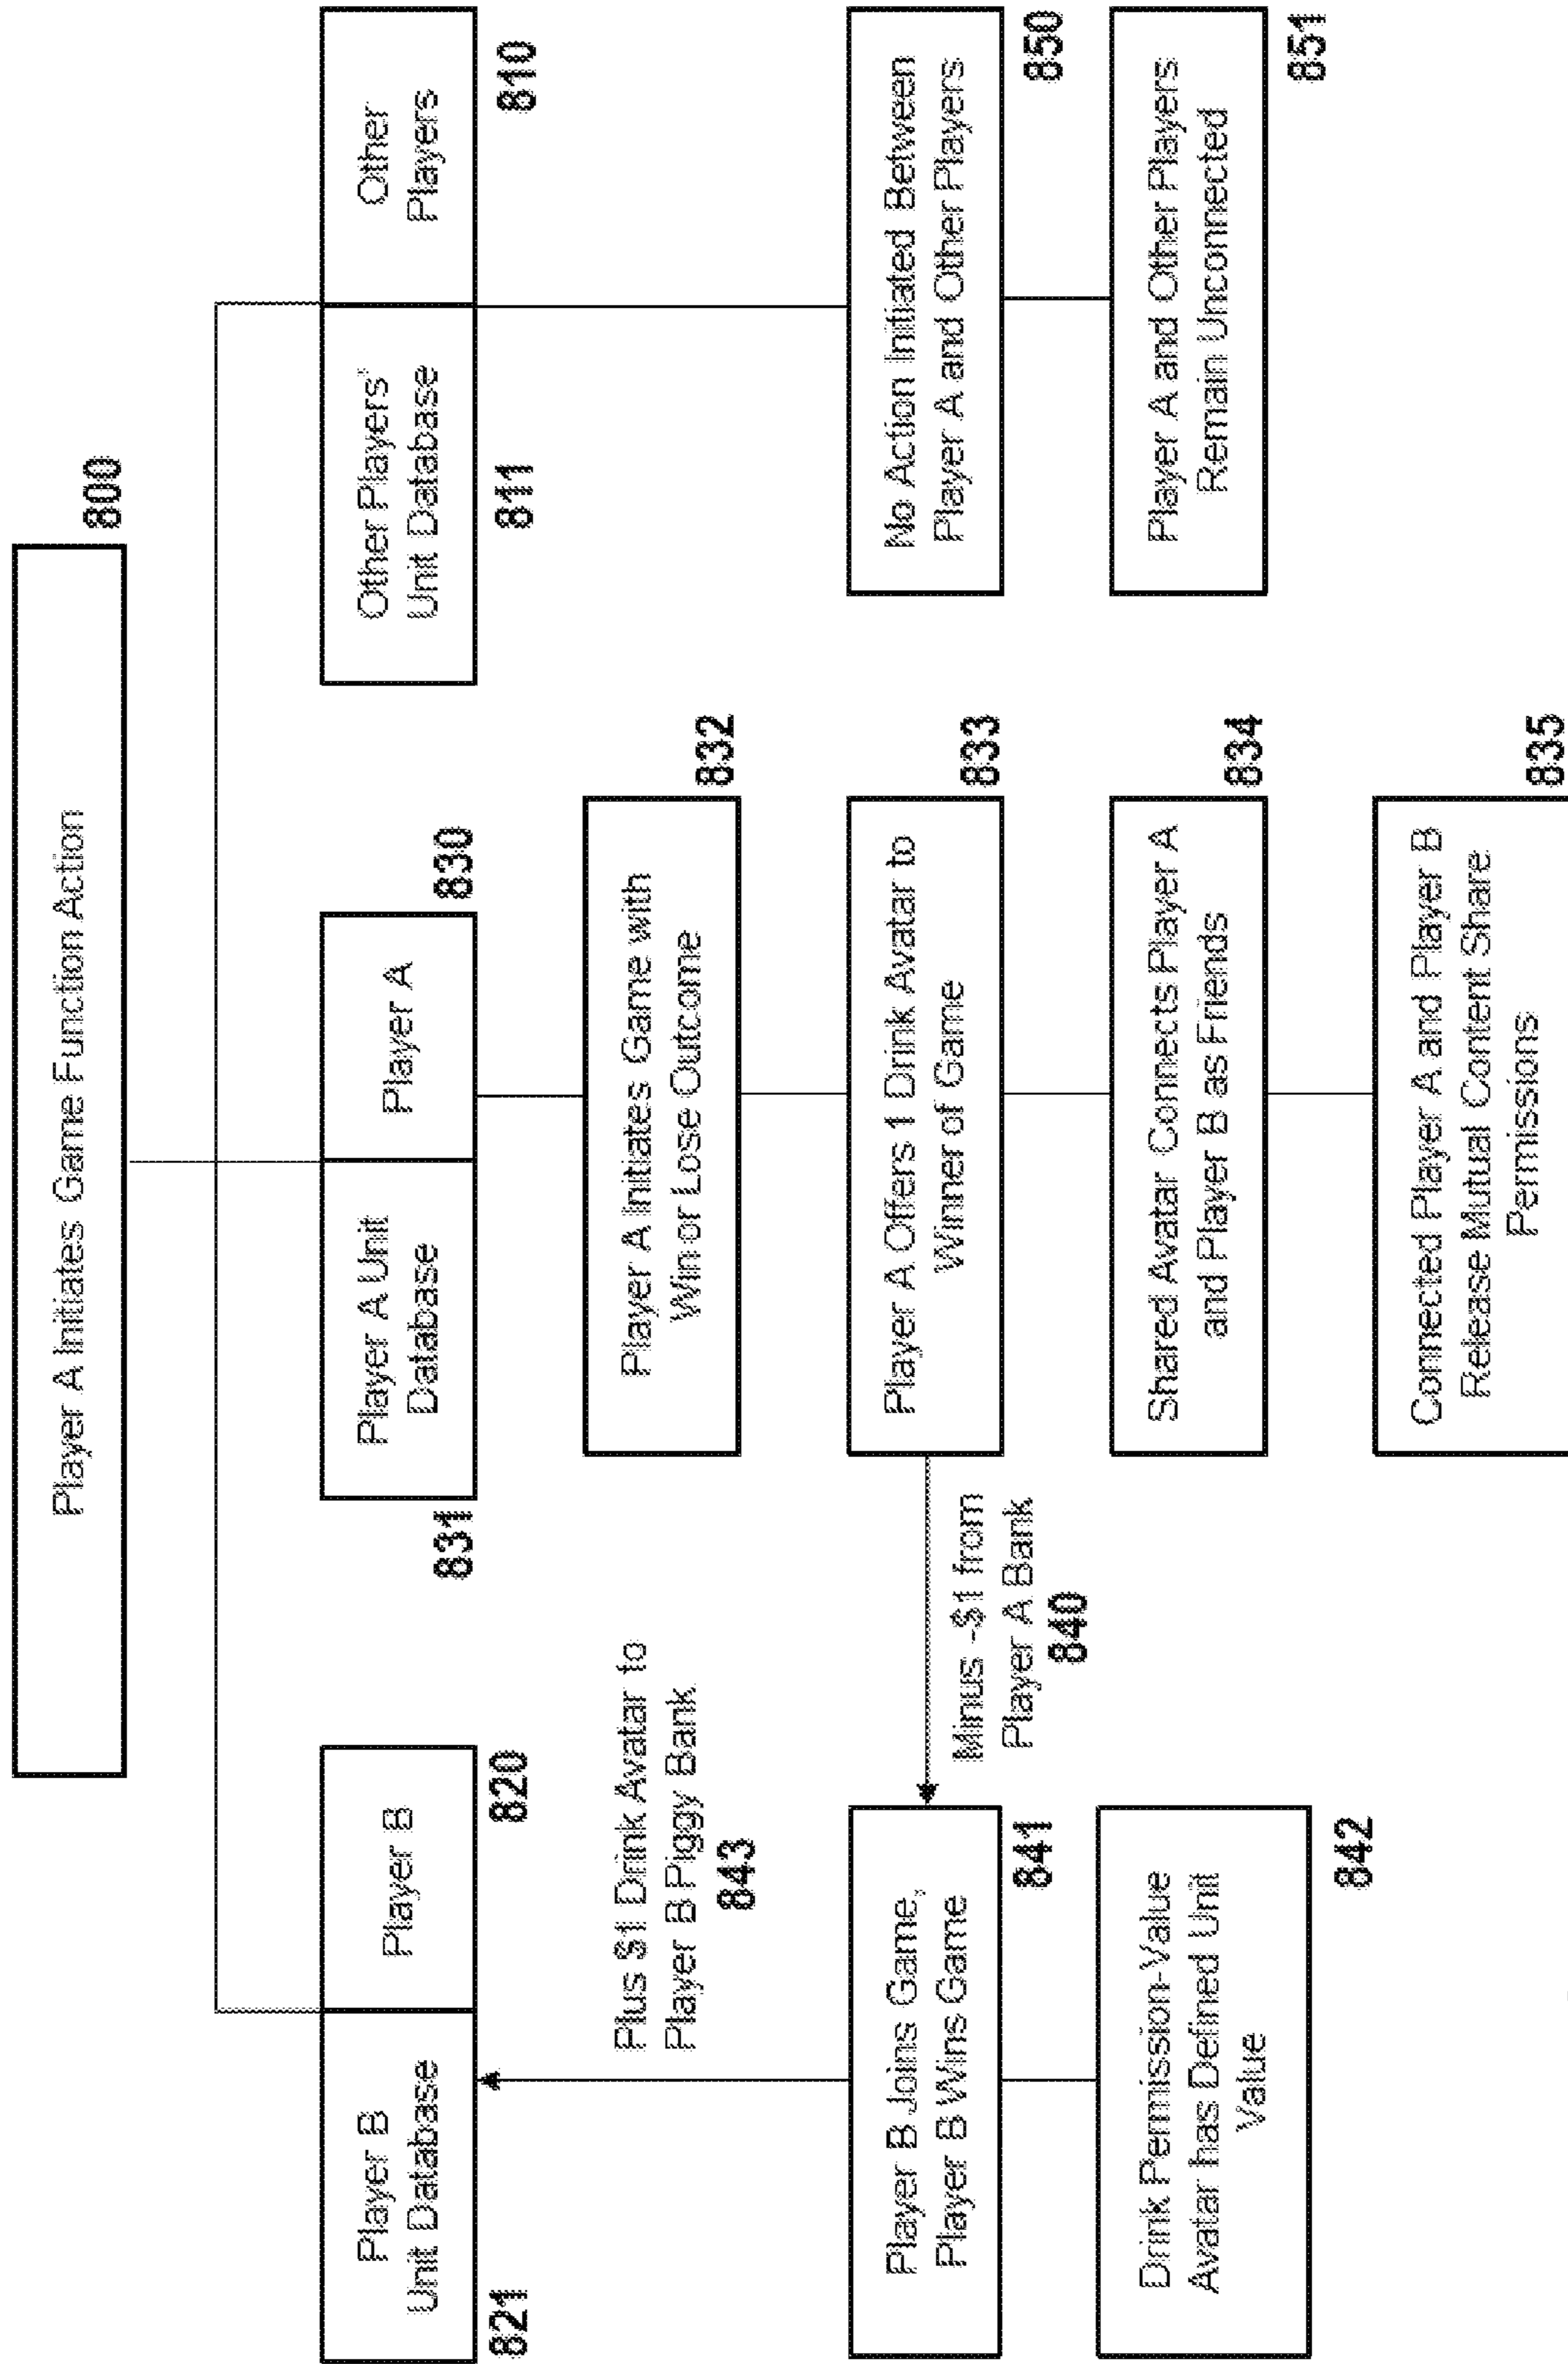 Player A Initiates Game Function Action
800
Player B
Unit Database
Player B
821
820
Player A Unit
Database
Player A
831
830
Other Players'
Unit Database
Other
Players
811
810
Plus $1 Drink Avatar to
Player B Piggy Bank
843
Player A Initiates Game with
Win or Lose Outcome
832
Player B Joins Game,
Player B Wins Game
841
Minus -$1 from
Player A Bank
840
Player A Offers 1 Drink Avatar to
Winner of Game
833
No Action Initiated Between
Player A and Other Players
850
Drink Permission-Value
Avatar has Defined Unit
Value
842
Shared Avatar Connects Player A
and Player B as Friends
834
Player A and Other Players
Remain Unconnected
851
Connected Player A and Player B
Release Mutual Content Share
Permissions
835